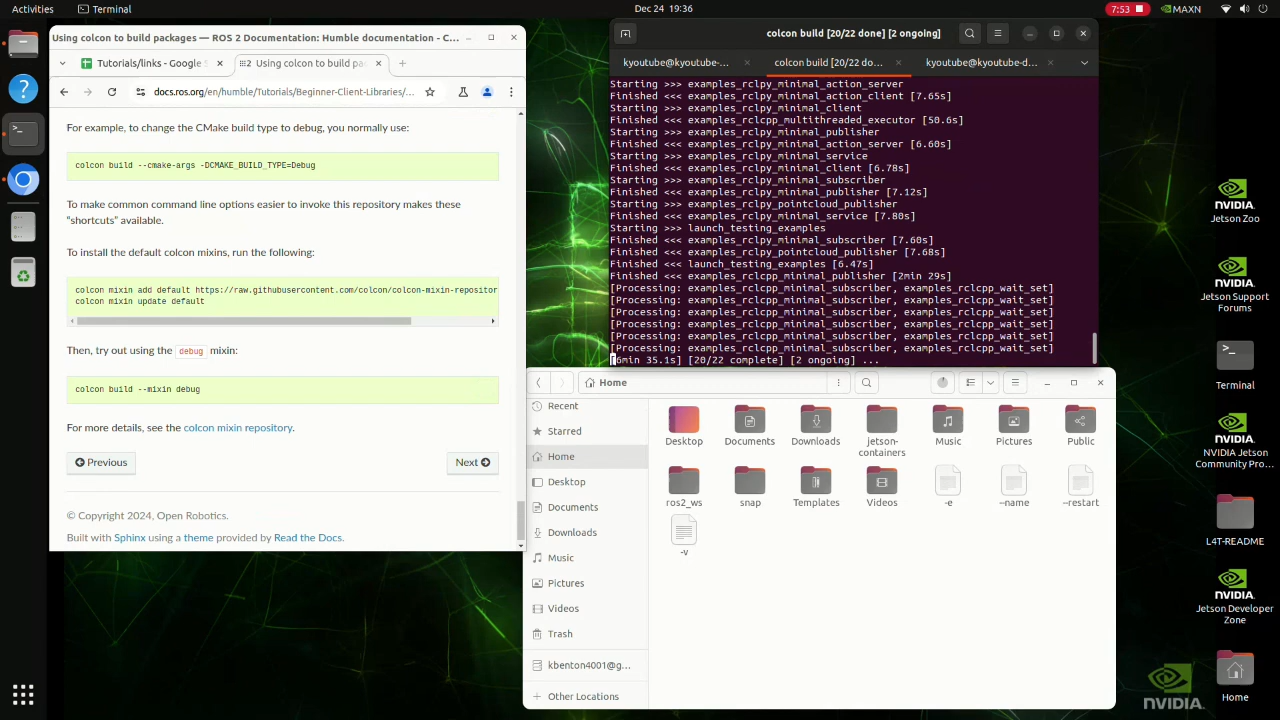 Activities
Terminal
Dec 24 19:36
7:53
MAXN
Using colcon to build packages — ROS 2 Documentation: Humble documentation - C...
Tutorials/links - Google S
Using colcon to build pa
docs.ros.org/en/humble/Tutorials/Beginner-Client-Libraries/...
For example, to change the CMake build type to debug, you normally use:
colcon build --cmake-args -DCMAKE_BUILD_TYPE=Debug
To make common command line options easier to invoke this repository makes these
“shortcuts” available.
To install the default colcon mixins, run the following:
colcon mixin add default https://raw.githubusercontent.com/colcon/colcon-mixin-repositor
colcon mixin update default
Then, try out using the debug mixin:
colcon build --mixin debug
For more details, see the colcon mixin repository.
Previous
Next
© Copyright 2024, Open Robotics.
Built with Sphinx using a theme provided by Read the Docs.
colcon build [20/22 done] [2 ongoing]
kyoutube@kyoutube-...
colcon build [20/22 do...
kyoutube@kyoutube-d...
Starting >>> examples_rclpy_minimal_action_server
Finished <<< examples_rclpy_minimal_action_client [7.65s]
Starting >>> examples_rclpy_minimal_client
Finished <<< examples_rclcpp_multithreaded_executor [50.6s]
Starting >>> examples_rclpy_minimal_publisher
Finished <<< examples_rclpy_minimal_action_server [6.60s]
Starting >>> examples_rclpy_minimal_service
Finished <<< examples_rclpy_minimal_client [6.78s]
Starting >>> examples_rclpy_minimal_subscriber
Finished <<< examples_rclpy_minimal_publisher [7.12s]
Starting >>> examples_rclpy_pointcloud_publisher
Finished <<< examples_rclpy_minimal_service [7.80s]
Starting >>> launch_testing_examples
Finished <<< examples_rclpy_minimal_subscriber [7.60s]
Finished <<< examples_rclpy_pointcloud_publisher [7.68s]
Finished <<< launch_testing_examples [6.47s]
Finished <<< examples_rclcpp_minimal_publisher [2min 29s]
[Processing: examples_rclcpp_minimal_subscriber, examples_rclcpp_wait_set]
[Processing: examples_rclcpp_minimal_subscriber, examples_rclcpp_wait_set]
[Processing: examples_rclcpp_minimal_subscriber, examples_rclcpp_wait_set]
[Processing: examples_rclcpp_minimal_subscriber, examples_rclcpp_wait_set]
[Processing: examples_rclcpp_minimal_subscriber, examples_rclcpp_wait_set]
[Processing: examples_rclcpp_minimal_subscriber, examples_rclcpp_wait_set]
[6min 35.1s] [20/22 complete] [2 ongoing] ...
Home
Recent
Starred
Home
Desktop
Documents
Downloads
Music
Pictures
Videos
Trash
kbenton4001@g...
Other Locations
Desktop
Documents
Downloads
jetson-
containers
Music
Pictures
Public
ros2_ws
snap
Templates
Videos
-e
--name
--restart
-v
NVIDIA.
Jetson Zoo
NVIDIA.
Jetson Support
Forums
Terminal
NVIDIA.
NVIDIA Jetson
Community Pro...
L4T-README
NVIDIA.
Jetson Developer
Zone
Home
NVIDIA.